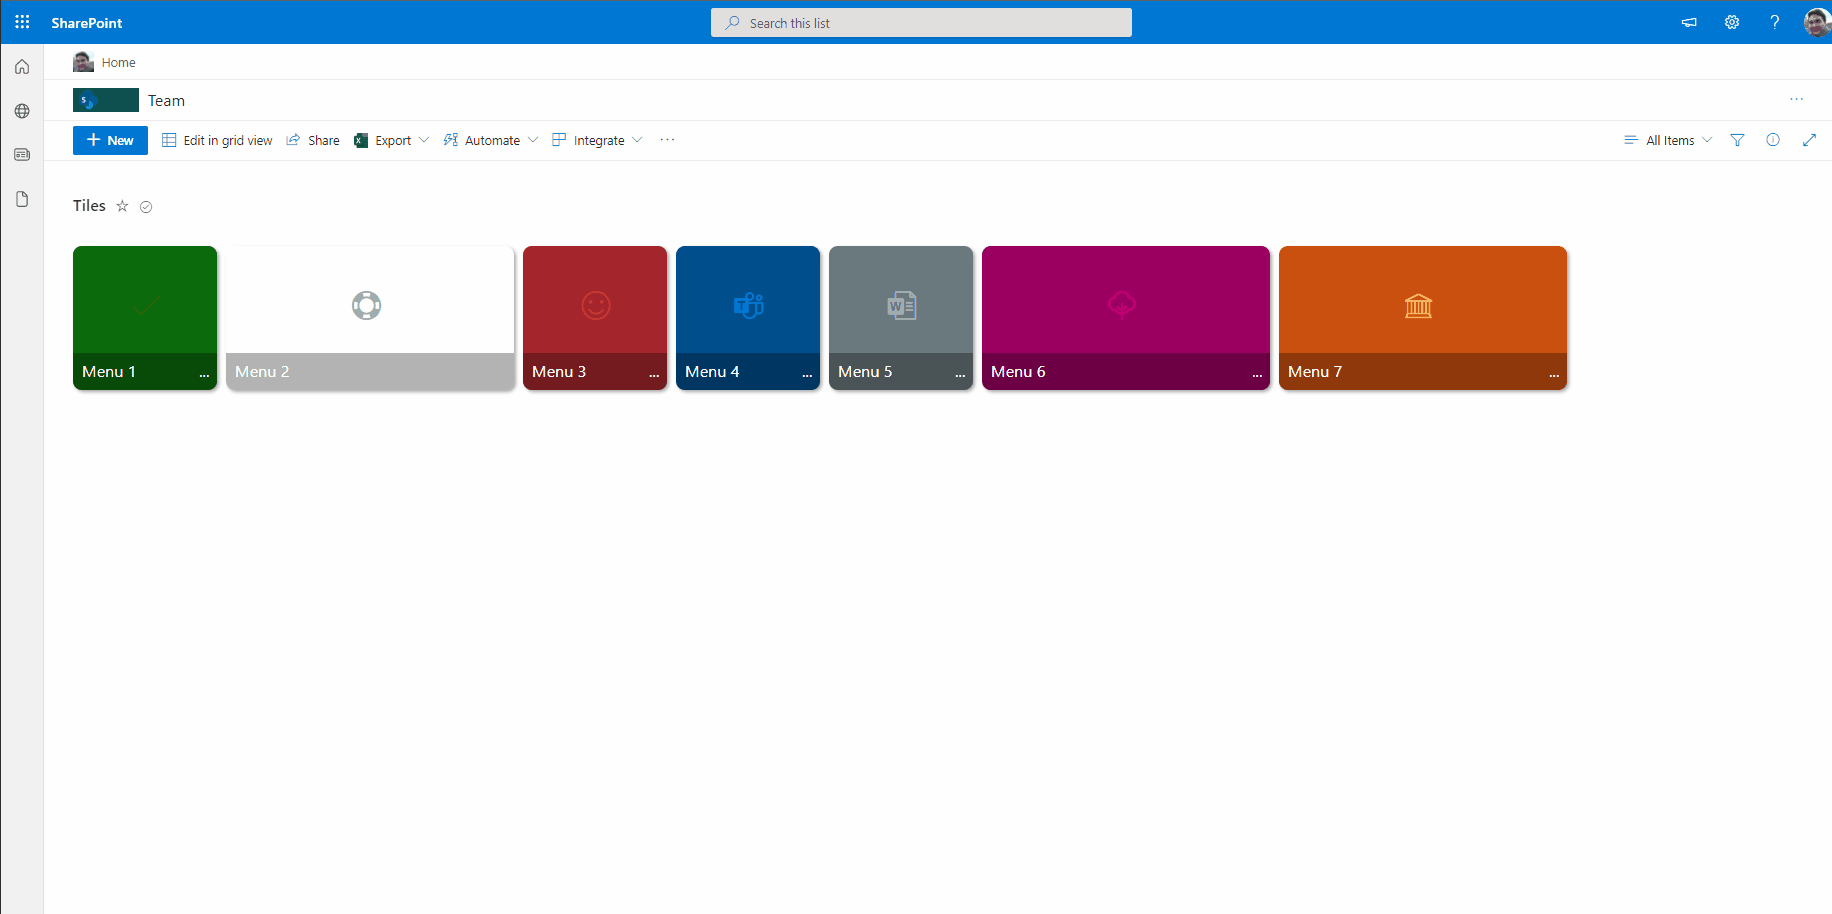 SharePoint
Search this list
?
Home
S
Team
...
+ New
Edit in grid view
Share
Export
Automate
Integrate
...
All Items
Tiles
T
W
Menu 1 ...
Menu 2
Menu 3 ...
Menu 4 ...
Menu 5 ...
Menu 6 ...
Menu 7 ...